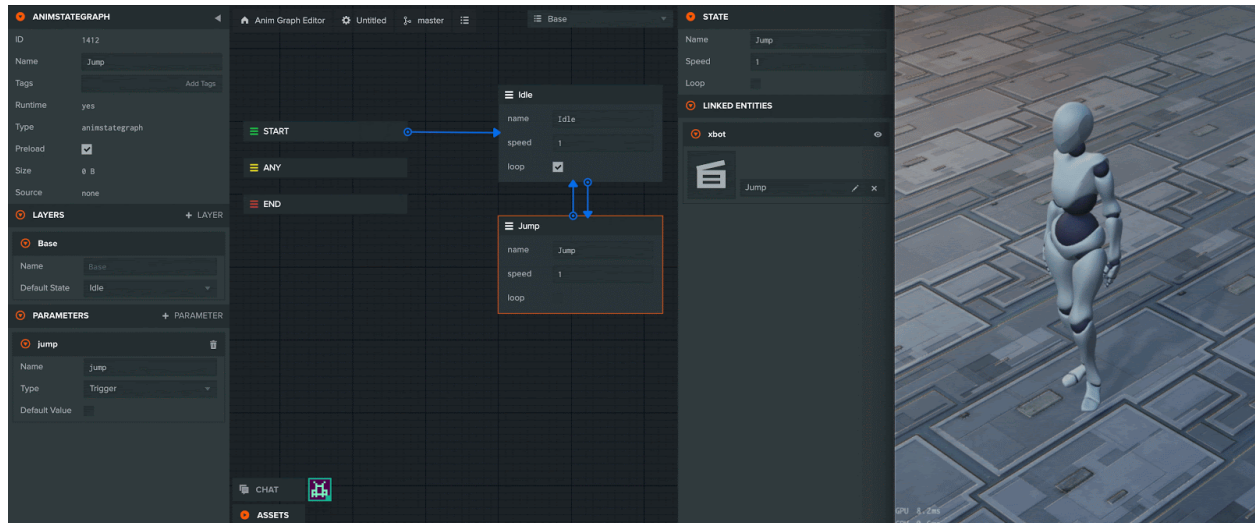 ANIMSTATEGRAPH
ID 1412
Name Jump
Tags Add Tags
Runtime yes
Type animstategraph
Preload
Size 0 B
Source none
LAYERS + LAYER
Base
Name Base
Default State Idle
PARAMETERS + PARAMETER
jump
Name jump
Type Trigger
Default Value
Anim Graph Editor Untitled master
Base
START
ANY
END
Idle
name Idle
speed 1
loop
Jump
name Jump
speed 1
loop
CHAT
ASSETS
STATE
Name Jump
Speed 1
Loop
LINKED ENTITIES
xbot
Jump
GPU 8.2ms